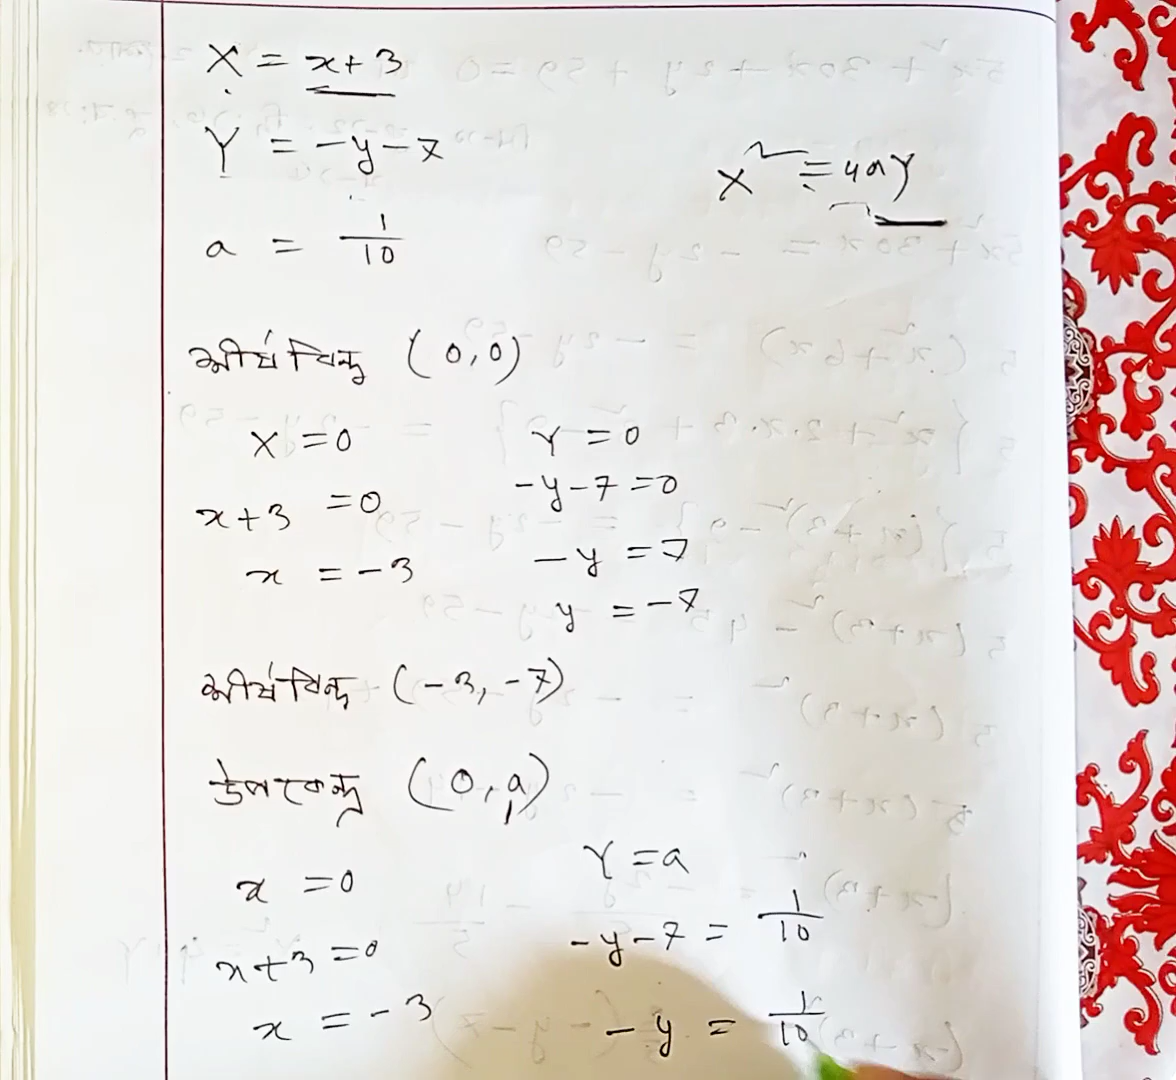 X = x+3
Y = -y-7
X² = 4aY
a = 1/10
শীর্ষবিন্দু (0,0)
X = 0 Y = 0
x+3 = 0 -y-7 = 0
x = -3 -y = 7
y = -7
শীর্ষবিন্দু (-3, -7)
উপকেন্দ্র (0, a)
x = 0 Y = a
x+3 = 0 -y-7 = 1/10
x = -3 -y = 1/10